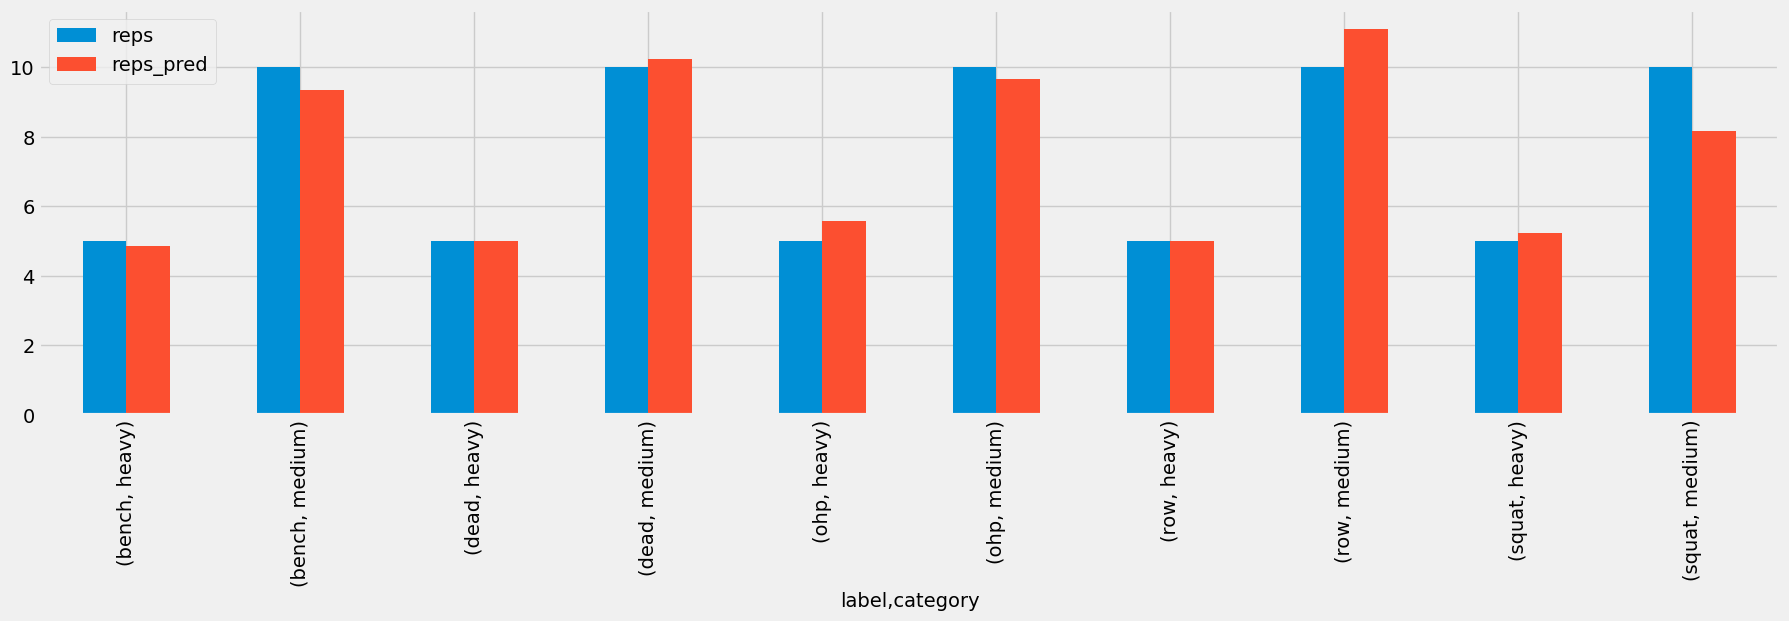 reps
reps_pred
10
8
6
4
2
0
(bench, heavy)
(bench, medium)
(dead, heavy)
(dead, medium)
(ohp, heavy)
(ohp, medium)
(row, heavy)
(row, medium)
(squat, heavy)
(squat, medium)
label,category